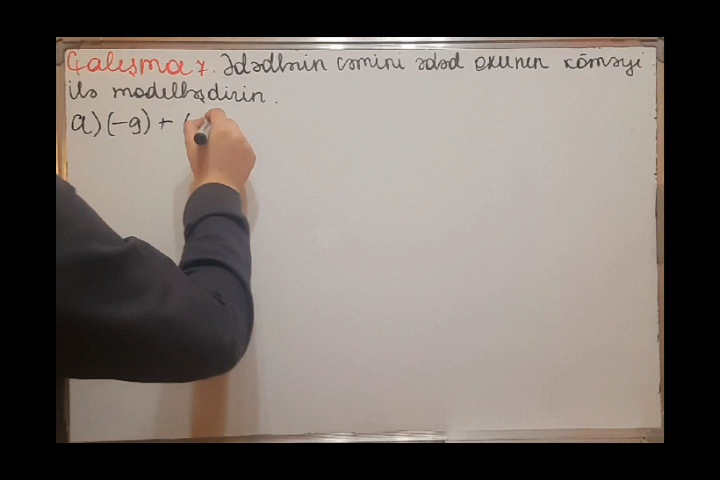 Çalışma 7. Ədədlərin cəmini ədəd oxunun köməyi
ilə modelləşdirin.
a) (-9) + (